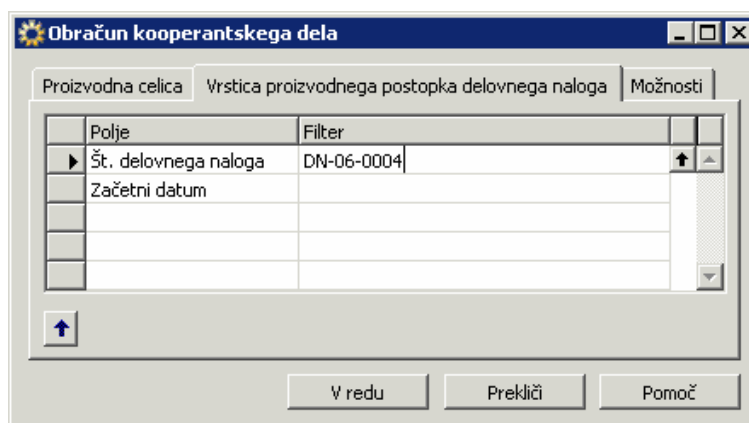 Obračun kooperantskega dela
Proizvodna celica Vrstica proizvodnega postopka delovnega naloga Možnosti
Polje Filter
Št. delovnega naloga DN-06-0004
Začetni datum
V redu Prekliči Pomoč